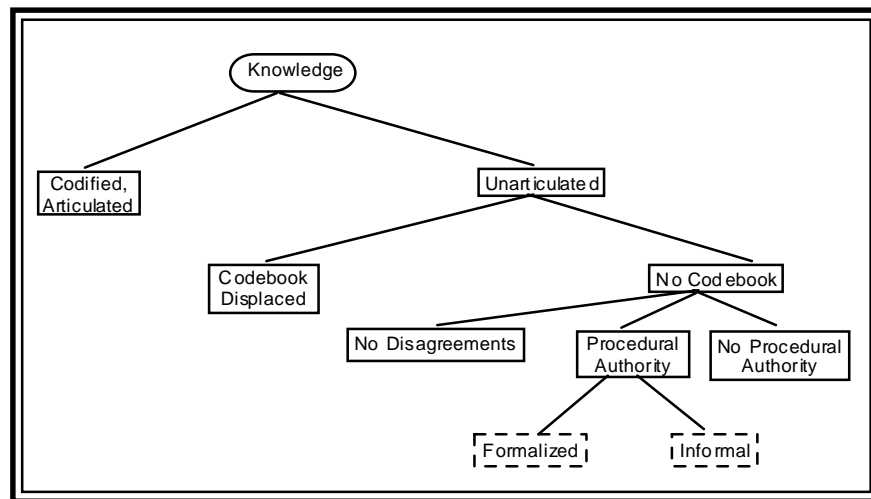 Knowledge
Codified,
Articulated
Unarticulated
Codebook
Displaced
No Codebook
No Disagreements
Procedural
Authority
No Procedural
Authority
Formalized
Informal